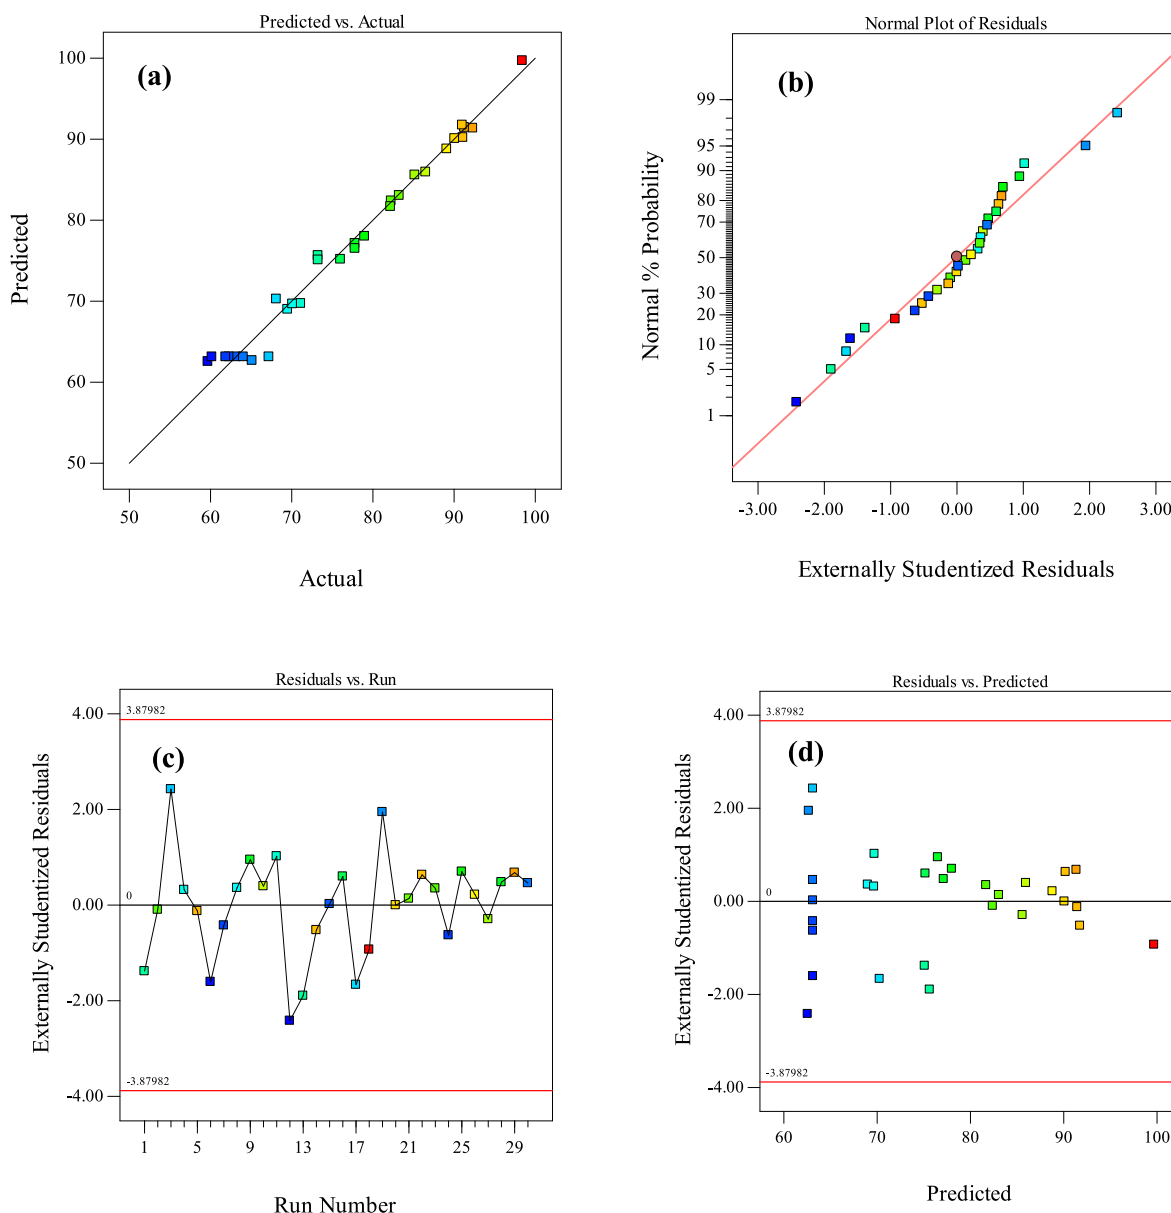 Predicted vs. Actual
(a)
100
90
80
70
60
50
Predicted
50 60 70 80 90 100
Actual
Normal Plot of Residuals
(b)
99
95
90
80
70
50
30
20
10
5
1
Normal % Probability
-3.00 -2.00 -1.00 0.00 1.00 2.00 3.00
Externally Studentized Residuals
Residuals vs. Run
(c)
4.00
2.00
0.00
-2.00
-4.00
3.87982
0
-3.87982
Externally Studentized Residuals
1 5 9 13 17 21 25 29
Run Number
Residuals vs. Predicted
(d)
4.00
2.00
0.00
-2.00
-4.00
3.87982
0
-3.87982
Externally Studentized Residuals
60 70 80 90 100
Predicted